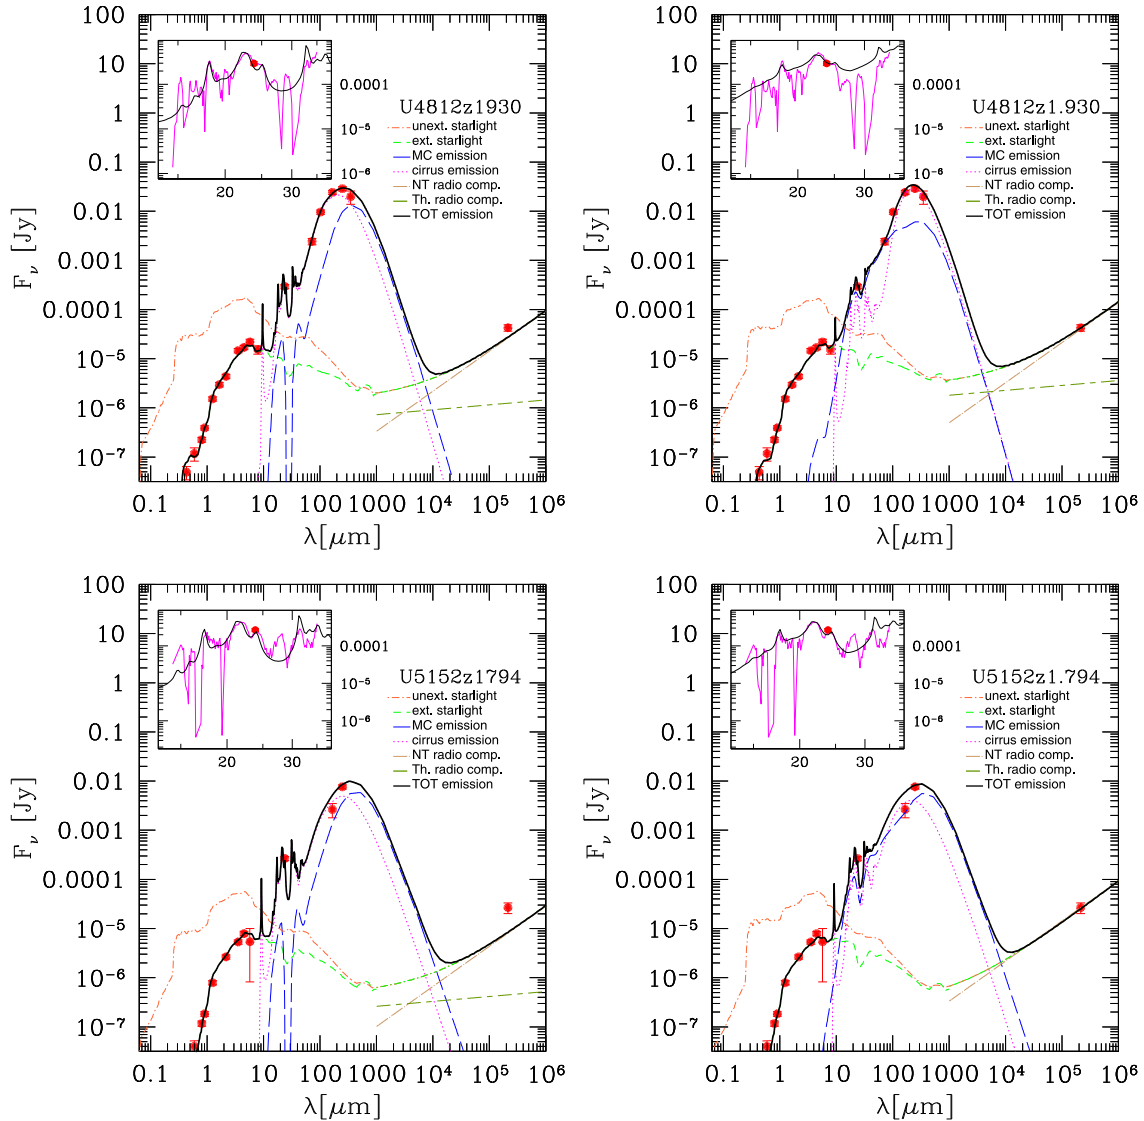 100
10
1
0.1
0.01
0.001
0.0001
10⁻⁵
10⁻⁶
10⁻⁷
F_ν [Jy]
0.1 1 10 100 1000 10⁴ 10⁵ 10⁶
λ[μm]
20 30
0.0001
10⁻⁵
10⁻⁶
U4812z1930
unext. starlight
ext. starlight
MC emission
cirrus emission
NT radio comp.
Th. radio comp.
TOT emission
100
10
1
0.1
0.01
0.001
0.0001
10⁻⁵
10⁻⁶
10⁻⁷
F_ν [Jy]
0.1 1 10 100 1000 10⁴ 10⁵ 10⁶
λ[μm]
20 30
0.0001
10⁻⁵
10⁻⁶
U4812z1.930
unext. starlight
ext. starlight
MC emission
cirrus emission
NT radio comp.
Th. radio comp.
TOT emission
100
10
1
0.1
0.01
0.001
0.0001
10⁻⁵
10⁻⁶
10⁻⁷
F_ν [Jy]
0.1 1 10 100 1000 10⁴ 10⁵ 10⁶
λ[μm]
20 30
0.0001
10⁻⁵
10⁻⁶
U5152z1794
unext. starlight
ext. starlight
MC emission
cirrus emission
NT radio comp.
Th. radio comp.
TOT emission
100
10
1
0.1
0.01
0.001
0.0001
10⁻⁵
10⁻⁶
10⁻⁷
F_ν [Jy]
0.1 1 10 100 1000 10⁴ 10⁵ 10⁶
λ[μm]
20 30
0.0001
10⁻⁵
10⁻⁶
U5152z1.794
unext. starlight
ext. starlight
MC emission
cirrus emission
NT radio comp.
Th. radio comp.
TOT emission